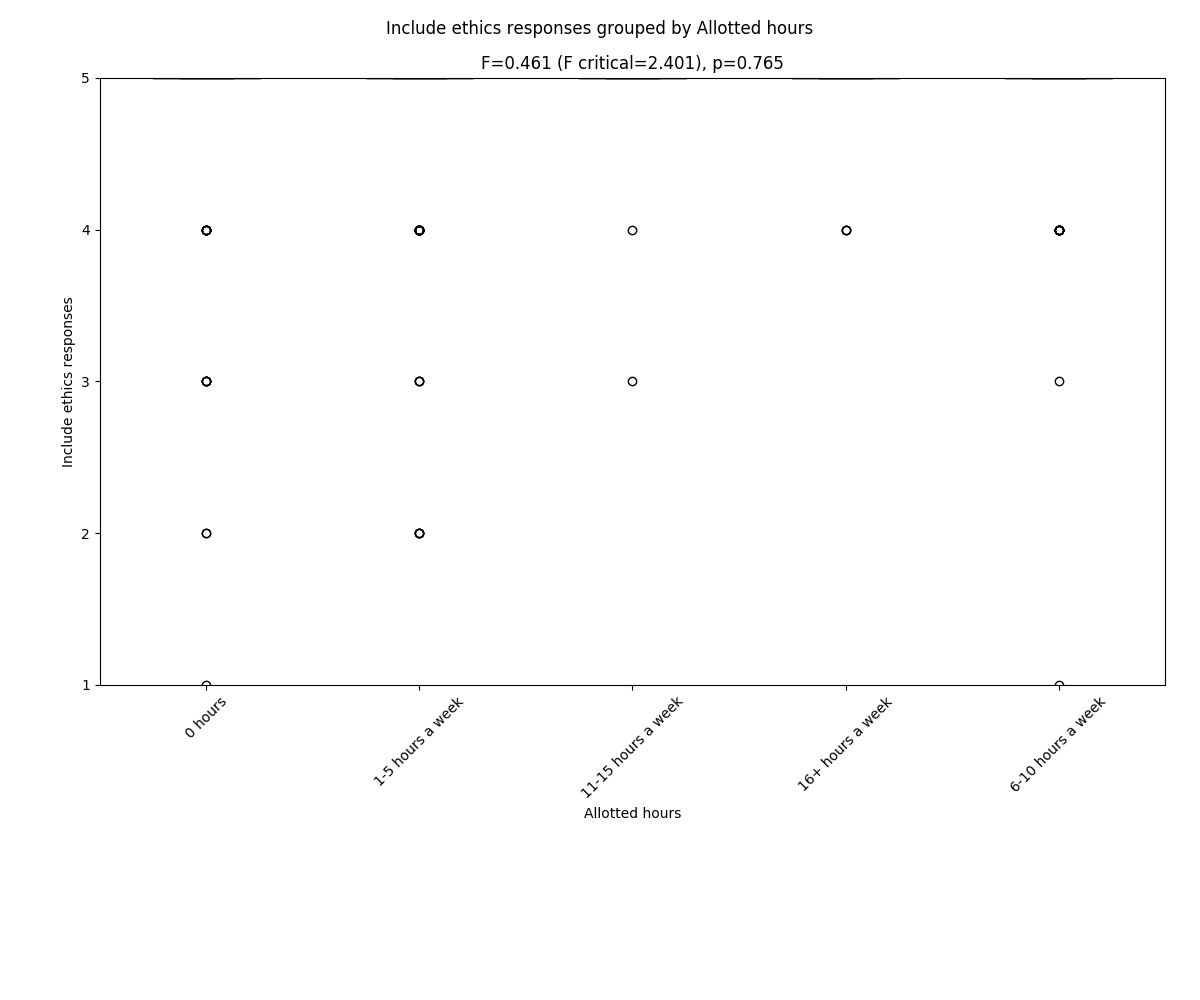 Include ethics responses grouped by Allotted hours
F=0.461 (F critical=2.401), p=0.765
5
4
3
2
1
Include ethics responses
0 hours
1-5 hours a week
11-15 hours a week
16+ hours a week
6-10 hours a week
Allotted hours